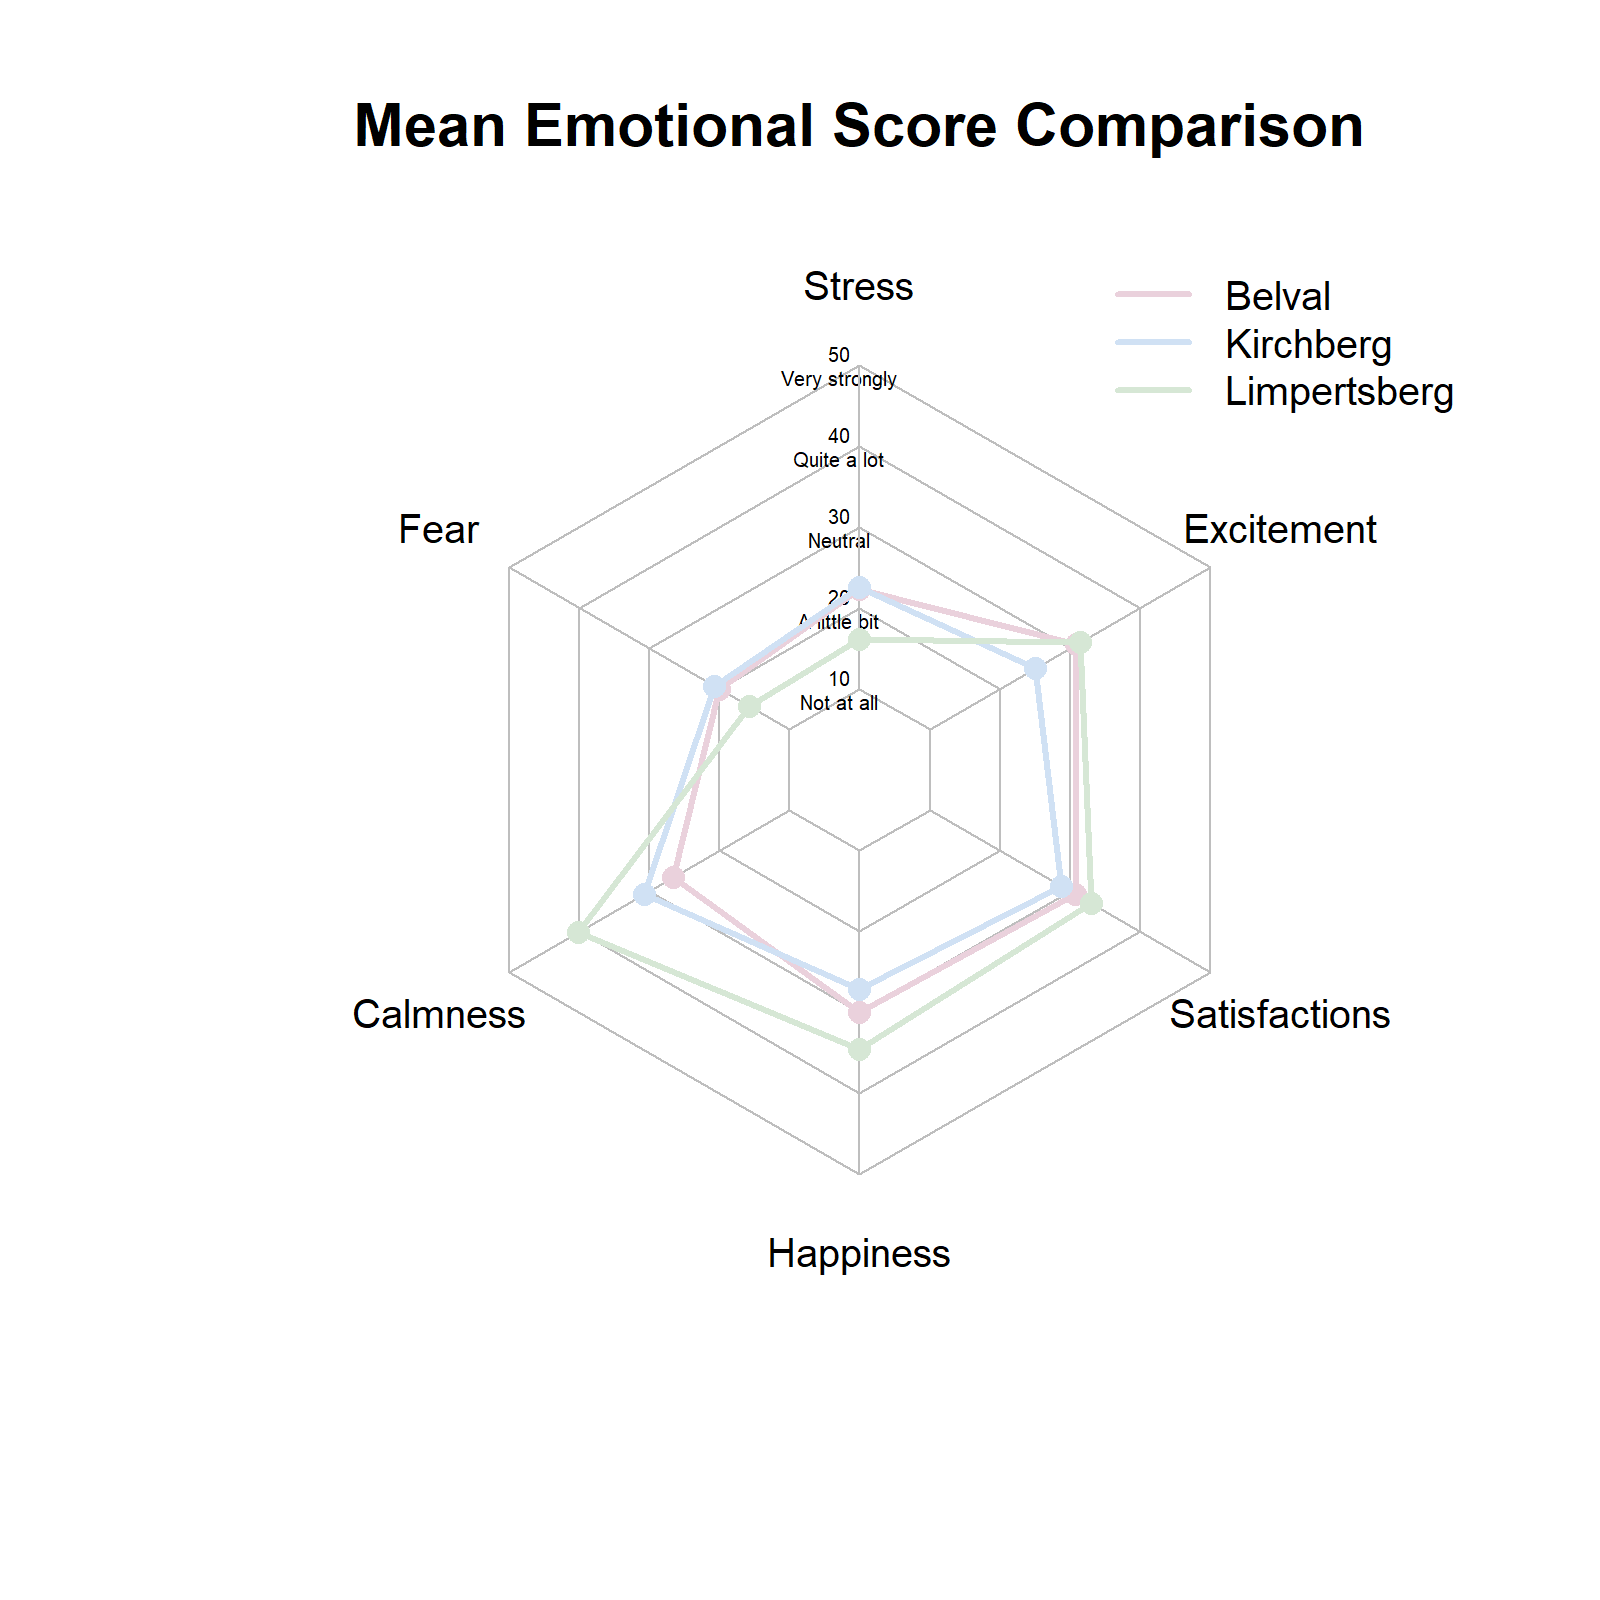 Mean Emotional Score Comparison
Stress
Belval
Kirchberg
Limpertsberg
50
Very strongly
40
Quite a lot
30
Neutral
20
A little bit
10
Not at all
Fear
Excitement
Calmness
Satisfactions
Happiness